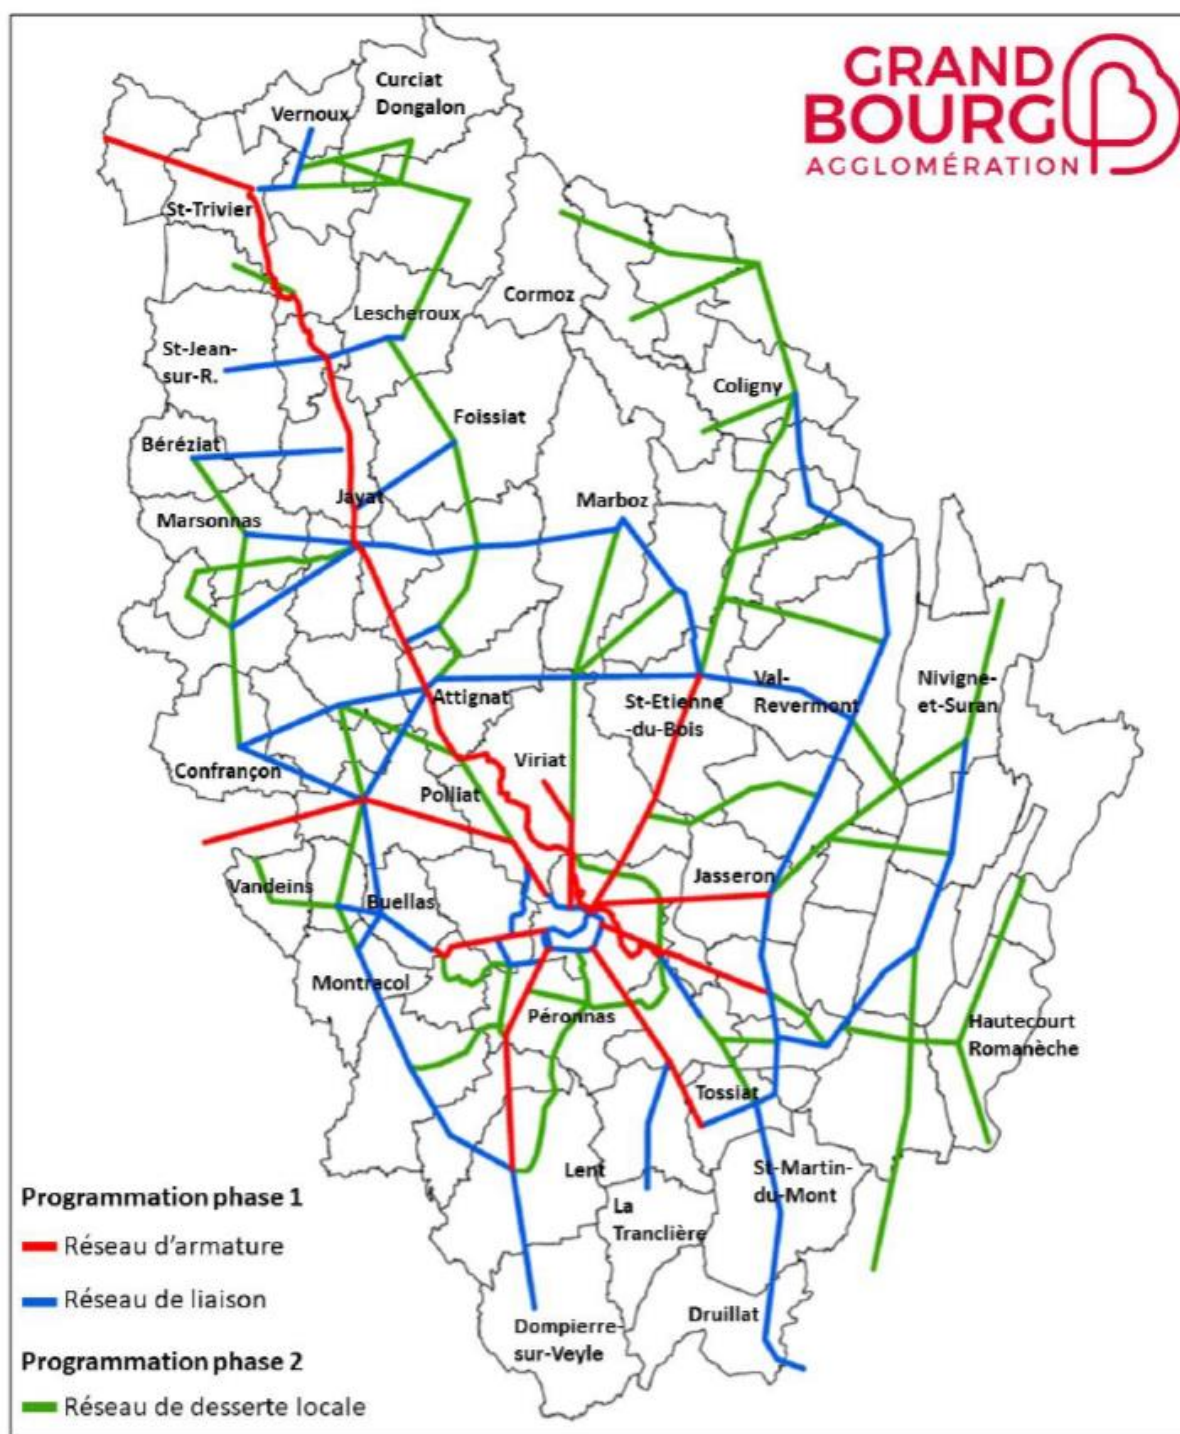 GRAND
BOURG
AGGLOMÉRATION
Curciat
Dongalon
Vernoux
St-Trivier
Cormoz
Lescheroux
St-Jean-
sur-R.
Coligny
Foissiat
Béréziat
Jayat
Marboz
Marsonnas
Attignat
St-Etienne
-du-Bois
Val-
Revermont
Nivigne-
et-Suran
Viriat
Confrançon
Polliat
Jasseron
Vandeins
Buellas
Montracol
Péronnas
Hautecourt
Romanèche
Tossiat
Lent
St-Martin-
du-Mont
La
Tranclière
Druillat
Dompierre-
sur-Veyle
Programmation phase 1
Réseau d'armature
Réseau de liaison
Programmation phase 2
Réseau de desserte locale